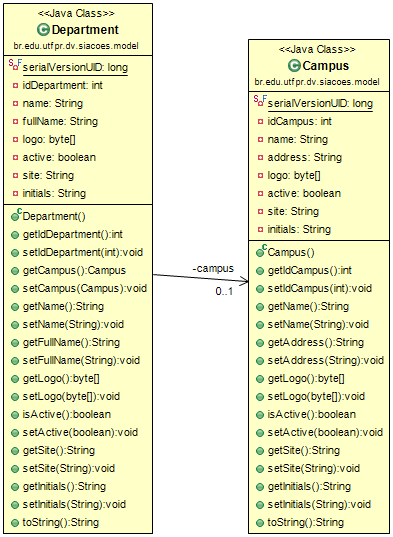 <<Java Class>>
Department
br.edu.utfpr.dv.siacoes.model
serialVersionUID: long
idDepartment: int
name: String
fullName: String
logo: byte[]
active: boolean
site: String
initials: String
Department()
getIdDepartment():int
setIdDepartment(int):void
getCampus():Campus
setCampus(Campus):void
getName():String
setName(String):void
getFullName():String
setFullName(String):void
getLogo():byte[]
setLogo(byte[]):void
isActive():boolean
setActive(boolean):void
getSite():String
setSite(String):void
getInitials():String
setInitials(String):void
toString():String
-campus
0..1
<<Java Class>>
Campus
br.edu.utfpr.dv.siacoes.model
serialVersionUID: long
idCampus: int
name: String
address: String
logo: byte[]
active: boolean
site: String
initials: String
Campus()
getIdCampus():int
setIdCampus(int):void
getName():String
setName(String):void
getAddress():String
setAddress(String):void
getLogo():byte[]
setLogo(byte[]):void
isActive():boolean
setActive(boolean):void
getSite():String
setSite(String):void
getInitials():String
setInitials(String):void
toString():String